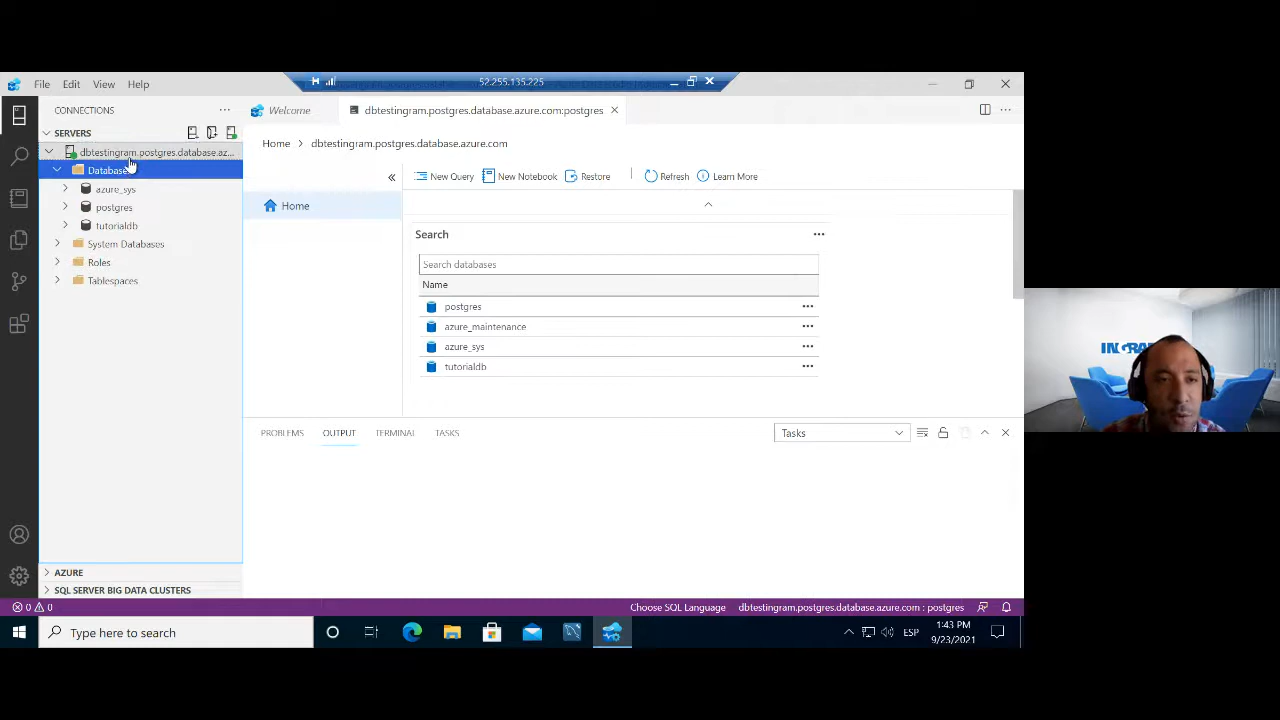 52.255.135.225
File Edit View Help
CONNECTIONS
Welcome
dbtestingram.postgres.database.azure.com:postgres
SERVERS
Home
dbtestingram.postgres.database.azure.com
dbtestingram.postgres.database.az...
Databases
azure_sys
postgres
tutorialdb
System Databases
Roles
Tablespaces
New Query
New Notebook
Restore
Refresh
Learn More
Home
Search
Search databases
Name
postgres
azure_maintenance
azure_sys
tutorialdb
PROBLEMS OUTPUT TERMINAL TASKS
Tasks
AZURE
SQL SERVER BIG DATA CLUSTERS
0 0
Choose SQL Language
dbtestingram.postgres.database.azure.com : postgres
Type here to search
ESP
1:43 PM
9/23/2021